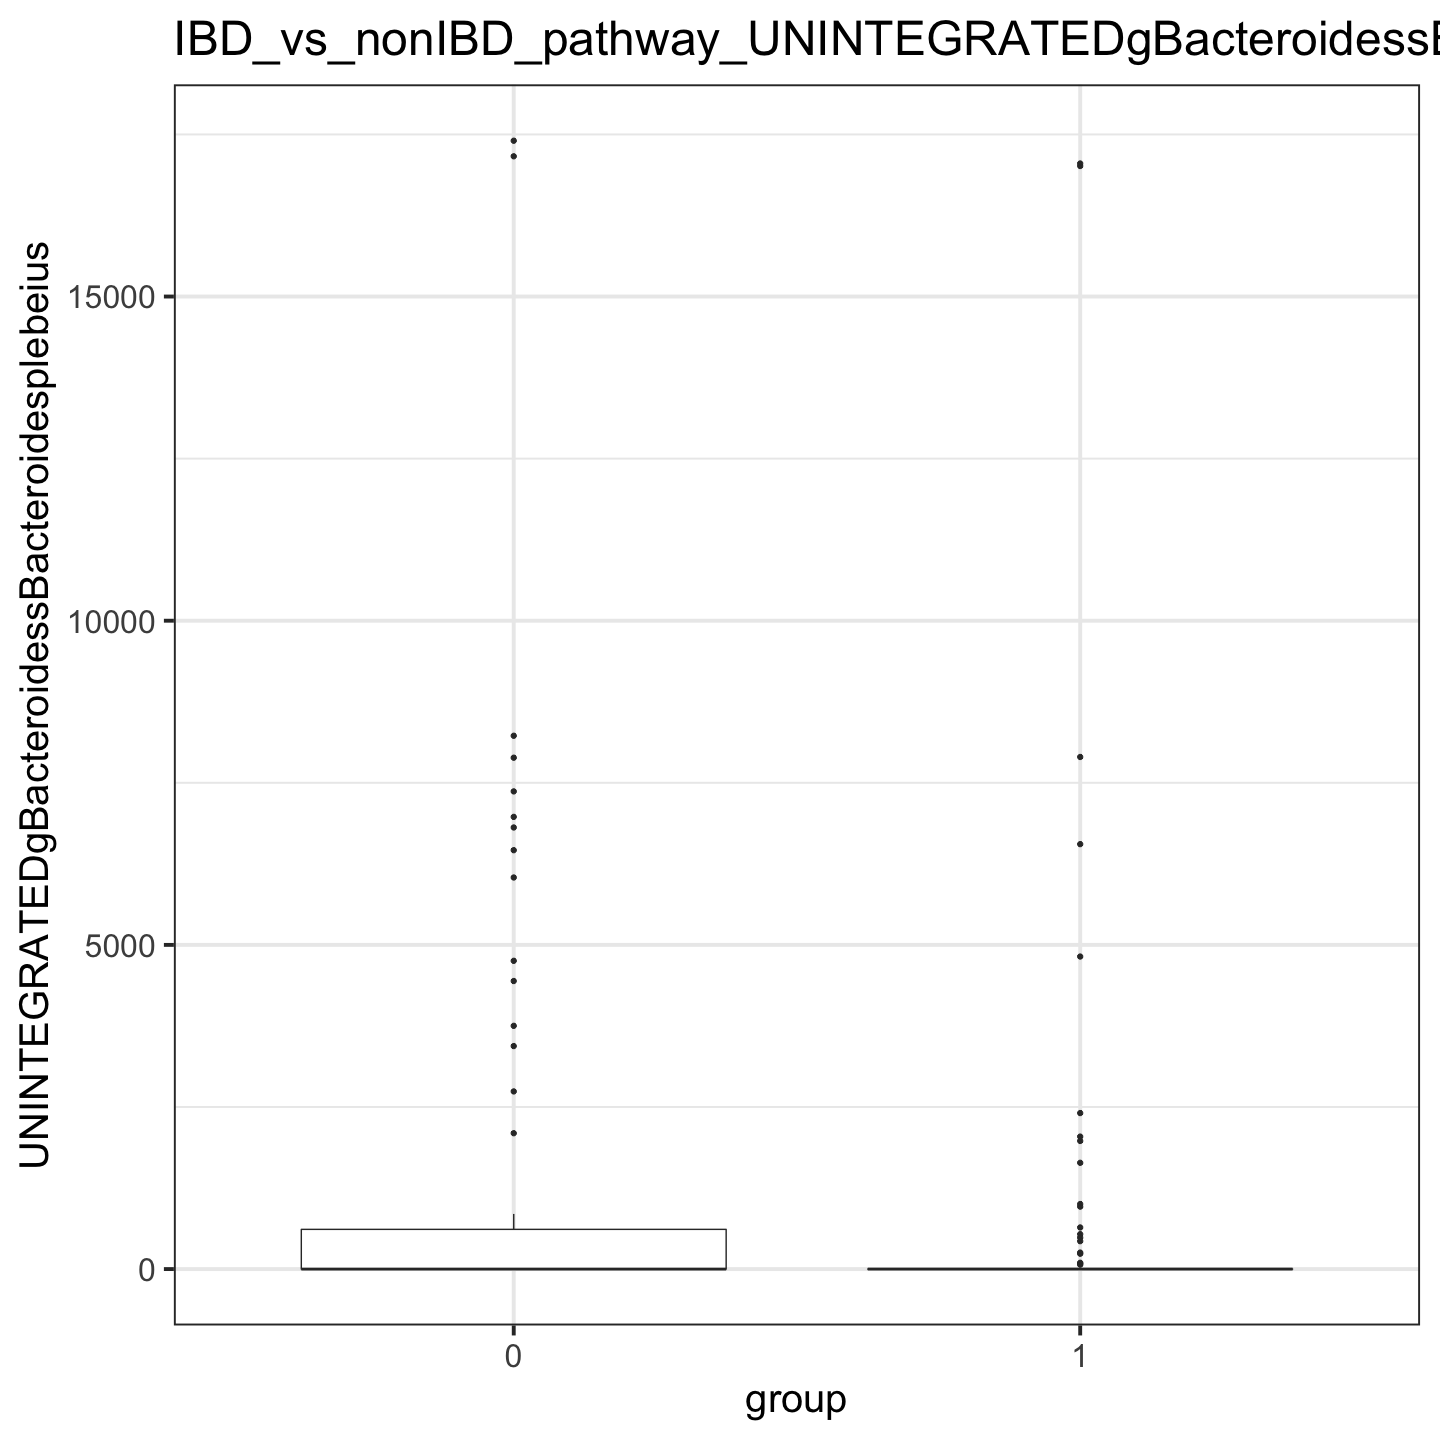 IBD_vs_nonIBD_pathway_UNINTEGRATEDgBacteroidessB
UNINTEGRATEDgBacteroidessBacteroidesplebeius
15000
10000
5000
0
0 1
group